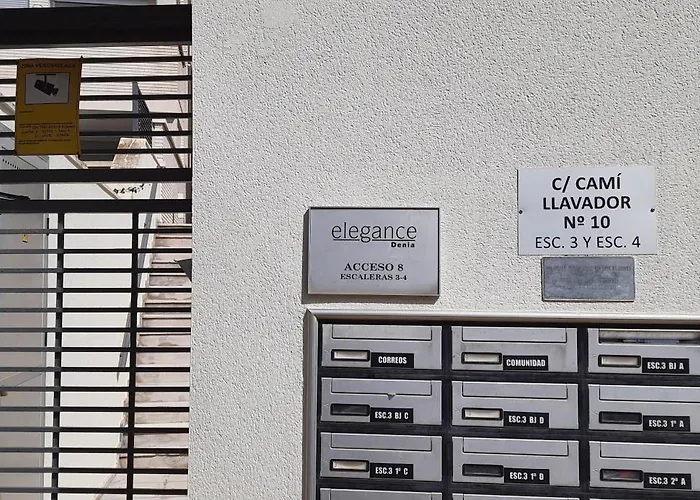 elegance
Denia
ACCESO 8
ESCALERAS 3-4
C/ CAMÍ
LLAVADOR
Nº 10
ESC. 3 Y ESC. 4
CORREOS
COMUNIDAD
ESC.3 BJ A
ESC.3 BJ C
ESC.3 BJ D
ESC.3 1º A
ESC.3 1º C
ESC.3 1º D
ESC.3 2º A